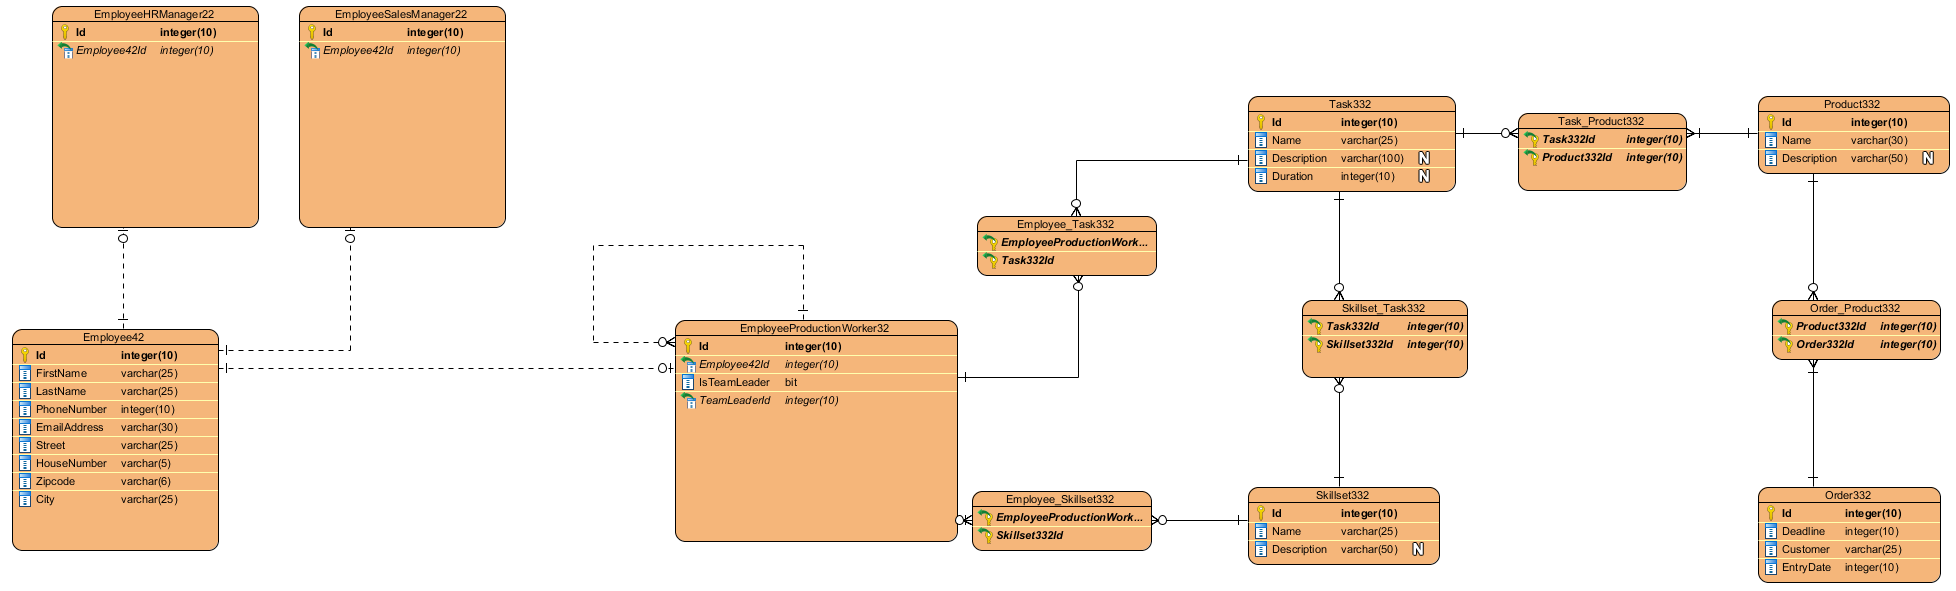 EmployeeHRManager22
Id integer(10)
Employee42Id integer(10)
EmployeeSalesManager22
Id integer(10)
Employee42Id integer(10)
Employee42
Id integer(10)
FirstName varchar(25)
LastName varchar(25)
PhoneNumber integer(10)
EmailAddress varchar(30)
Street varchar(25)
HouseNumber varchar(5)
Zipcode varchar(6)
City varchar(25)
EmployeeProductionWorker32
Id integer(10)
Employee42Id integer(10)
IsTeamLeader bit
TeamLeaderId integer(10)
Employee_Task332
EmployeeProductionWork...
Task332Id
Employee_Skillset332
EmployeeProductionWork...
Skillset332Id
Task332
Id integer(10)
Name varchar(25)
Description varchar(100) N
Duration integer(10) N
Skillset_Task332
Task332Id integer(10)
Skillset332Id integer(10)
Skillset332
Id integer(10)
Name varchar(25)
Description varchar(50) N
Task_Product332
Task332Id integer(10)
Product332Id integer(10)
Product332
Id integer(10)
Name varchar(30)
Description varchar(50) N
Order_Product332
Product332Id integer(10)
Order332Id integer(10)
Order332
Id integer(10)
Deadline integer(10)
Customer varchar(25)
EntryDate integer(10)